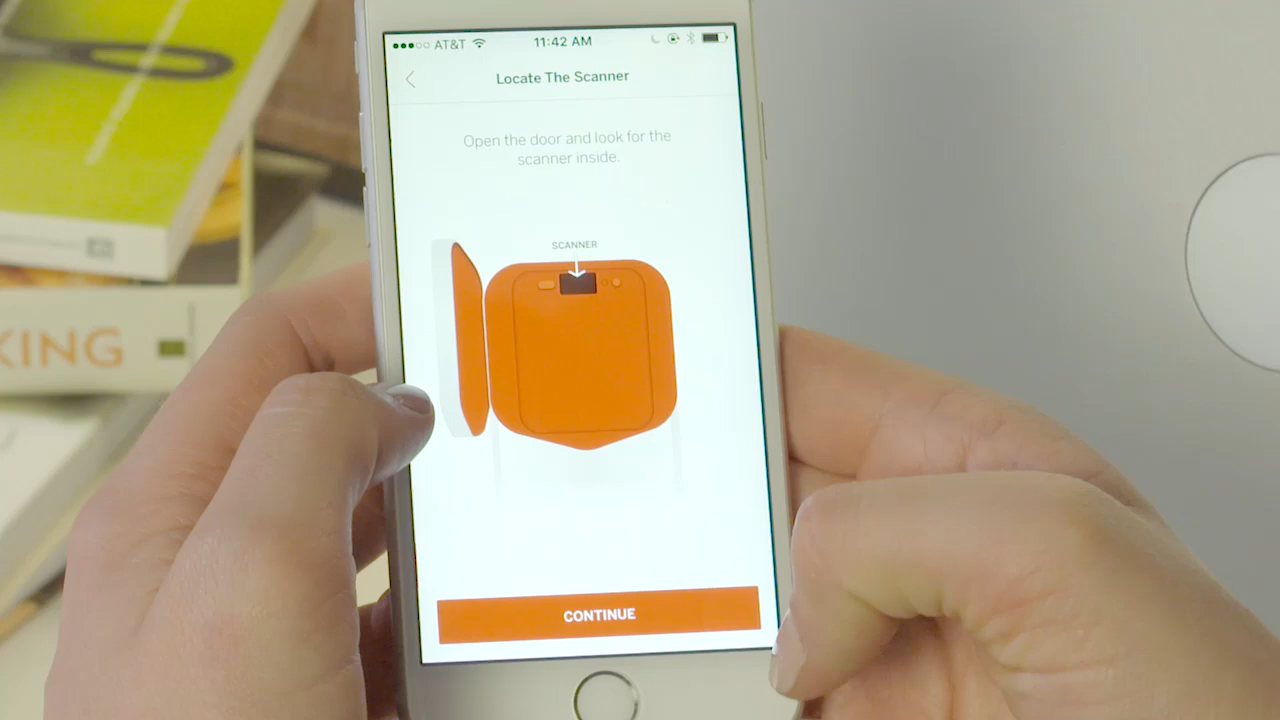 AT&T
11:42 AM
Locate The Scanner
Open the door and look for the
scanner inside.
SCANNER
CONTINUE
KING